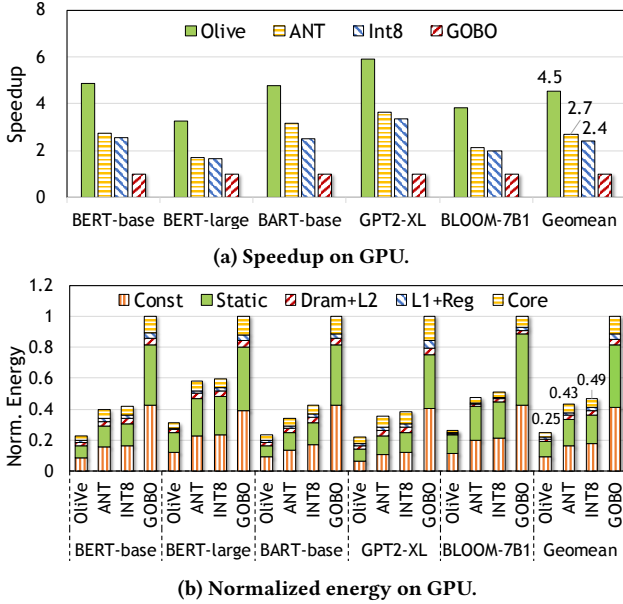 8
6
4
2
0
Speedup
Olive
ANT
Int8
GOBO
4.5
2.7
2.4
BERT-base
BERT-large
BART-base
GPT2-XL
BLOOM-7B1
Geomean
(a) Speedup on GPU.
1.2
1
0.8
0.6
0.4
0.2
0
Norm. Energy
Const
Static
Dram+L2
L1+Reg
Core
0.25
0.43
0.49
OliVe
ANT
INT8
GOBO
OliVe
ANT
INT8
GOBO
OliVe
ANT
INT8
GOBO
OliVe
ANT
INT8
GOBO
OliVe
ANT
INT8
GOBO
OliVe
ANT
INT8
GOBO
BERT-base
BERT-large
BART-base
GPT2-XL
BLOOM-7B1
Geomean
(b) Normalized energy on GPU.